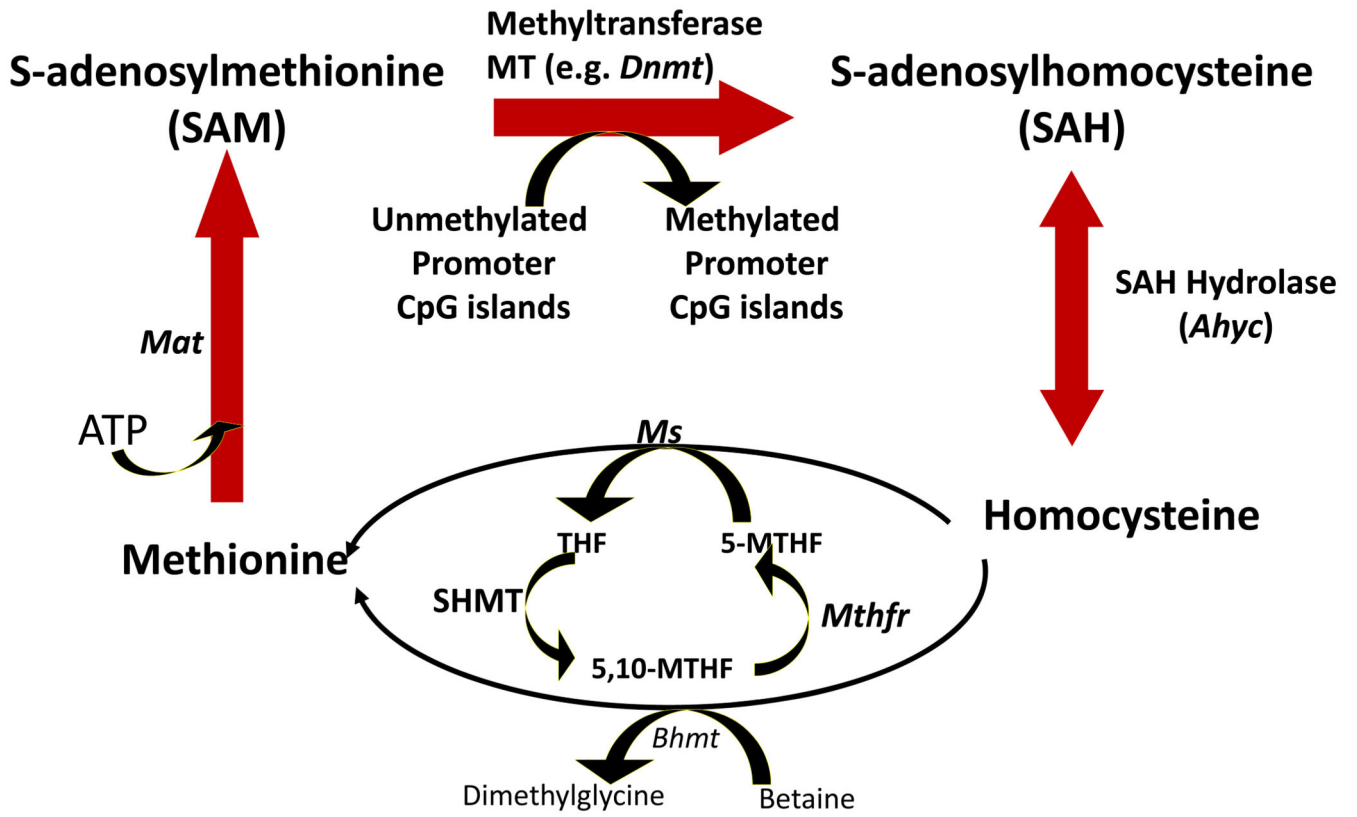 Methyltransferase
MT (e.g. Dnmt)
S-adenosylmethionine
(SAM)
S-adenosylhomocysteine
(SAH)
Unmethylated
Promoter
CpG islands
Methylated
Promoter
CpG islands
SAH Hydrolase
(Ahyc)
Mat
ATP
Ms
Homocysteine
Methionine
THF
5-MTHF
SHMT
Mthfr
5,10-MTHF
Bhmt
Dimethylglycine
Betaine